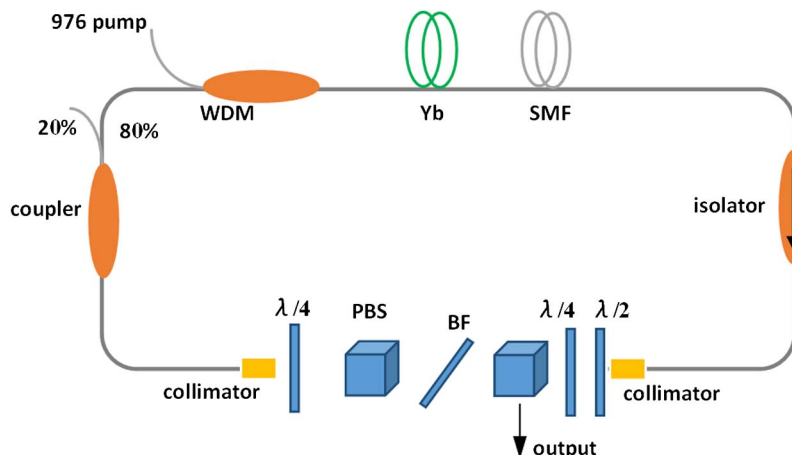 976 pump
WDM
Yb
SMF
20%
80%
coupler
isolator
λ/4
PBS
BF
λ/4
λ/2
collimator
collimator
output